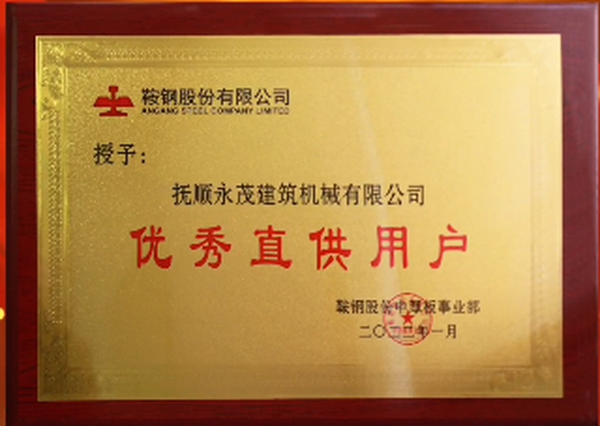 鞍钢股份有限公司
ANGANG STEEL COMPANY LIMITED
授予：
抚顺永茂建筑机械有限公司
优秀直供用户
鞍钢股份中厚板事业部
二〇二三年一月